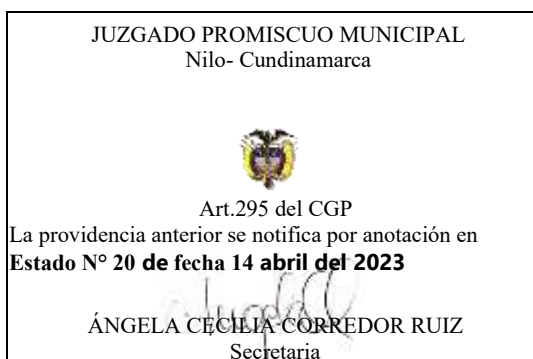 JUZGADO PROMISCUO MUNICIPAL
Nilo- Cundinamarca
Art.295 del CGP
La providencia anterior se notifica por anotación en
Estado N° 20 de fecha 14 abril del 2023
ÁNGELA CECILIA CORREDOR RUIZ
Secretaria